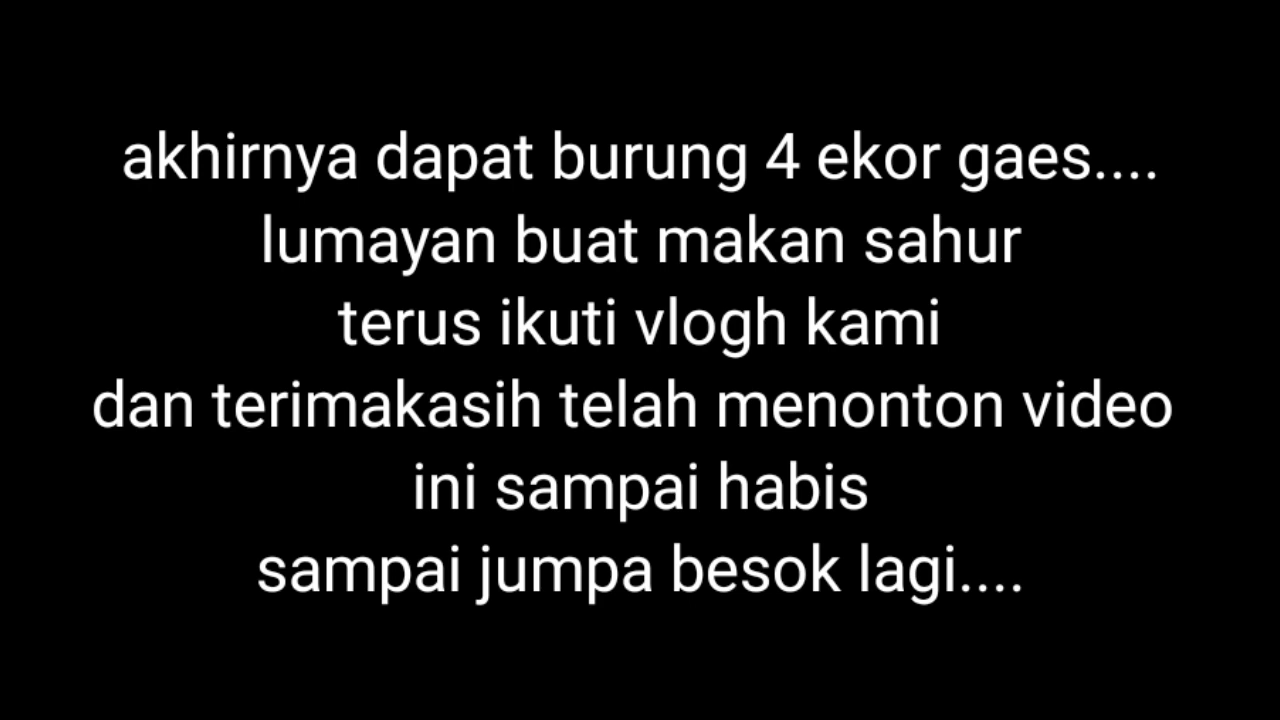 akhirnya dapat burung 4 ekor gaes....
lumayan buat makan sahur
terus ikuti vlogh kami
dan terimakasih telah menonton video
ini sampai habis
sampai jumpa besok lagi....